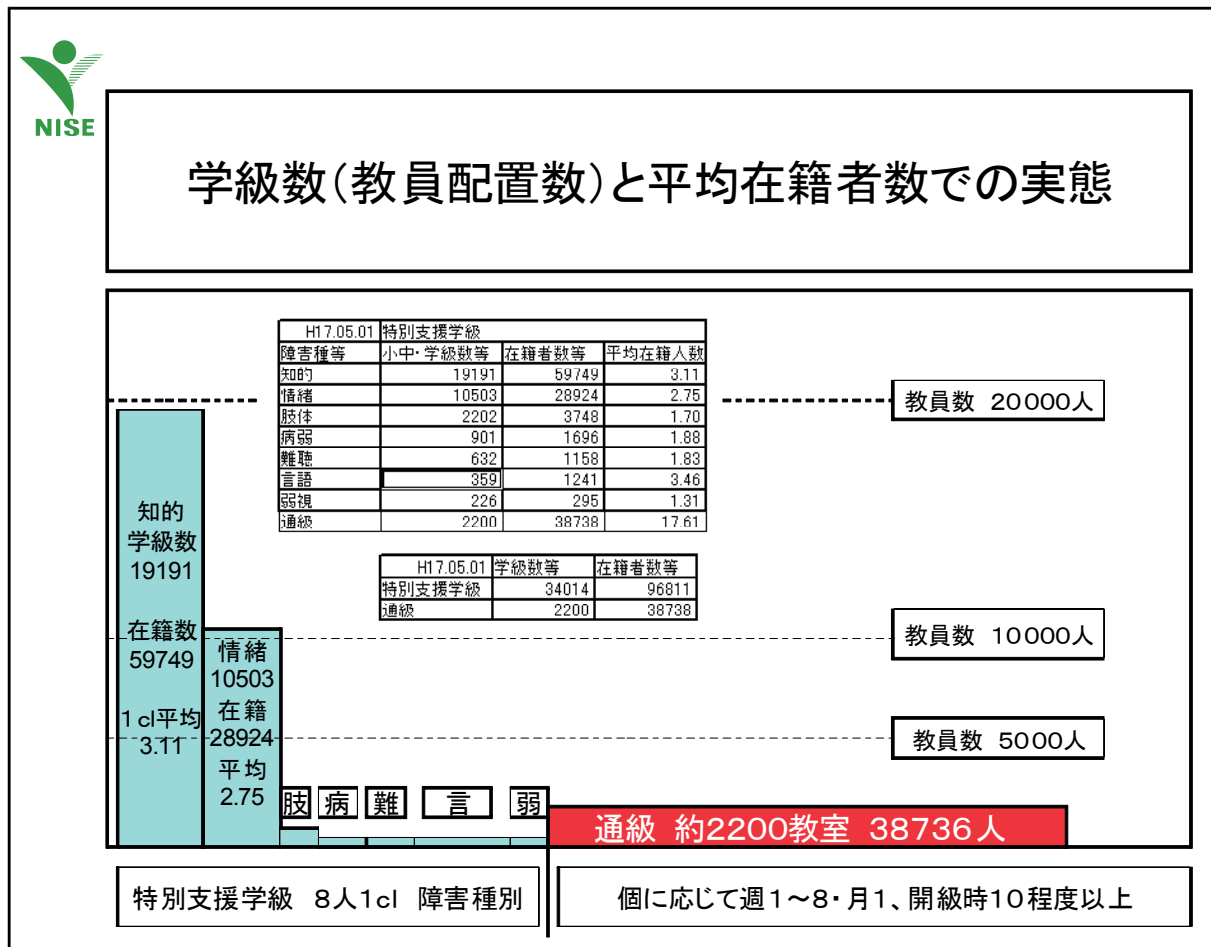 NISE
学級数(教員配置数)と平均在籍者数での実態
H17.05.01 特別支援学級
障害種等 小中・学級数等 在籍者数等 平均在籍人数
知的 19191 59749 3.11
情緒 10503 28924 2.75
肢体 2202 3748 1.70
病弱 901 1696 1.88
難聴 632 1158 1.83
言語 359 1241 3.46
弱視 226 295 1.31
通級 2200 38738 17.61
H17.05.01 学級数等 在籍者数等
特別支援学級 34014 96811
通級 2200 38738
教員数 20000人
教員数 10000人
教員数 5000人
知的
学級数
19191
在籍数
59749
1cl平均
3.11
情緒
10503
在籍
28924
平均
2.75
肢 病 難 言 弱
通級 約2200教室 38736人
特別支援学級 8人1cl 障害種別
個に応じて週1~8・月1、開級時10程度以上